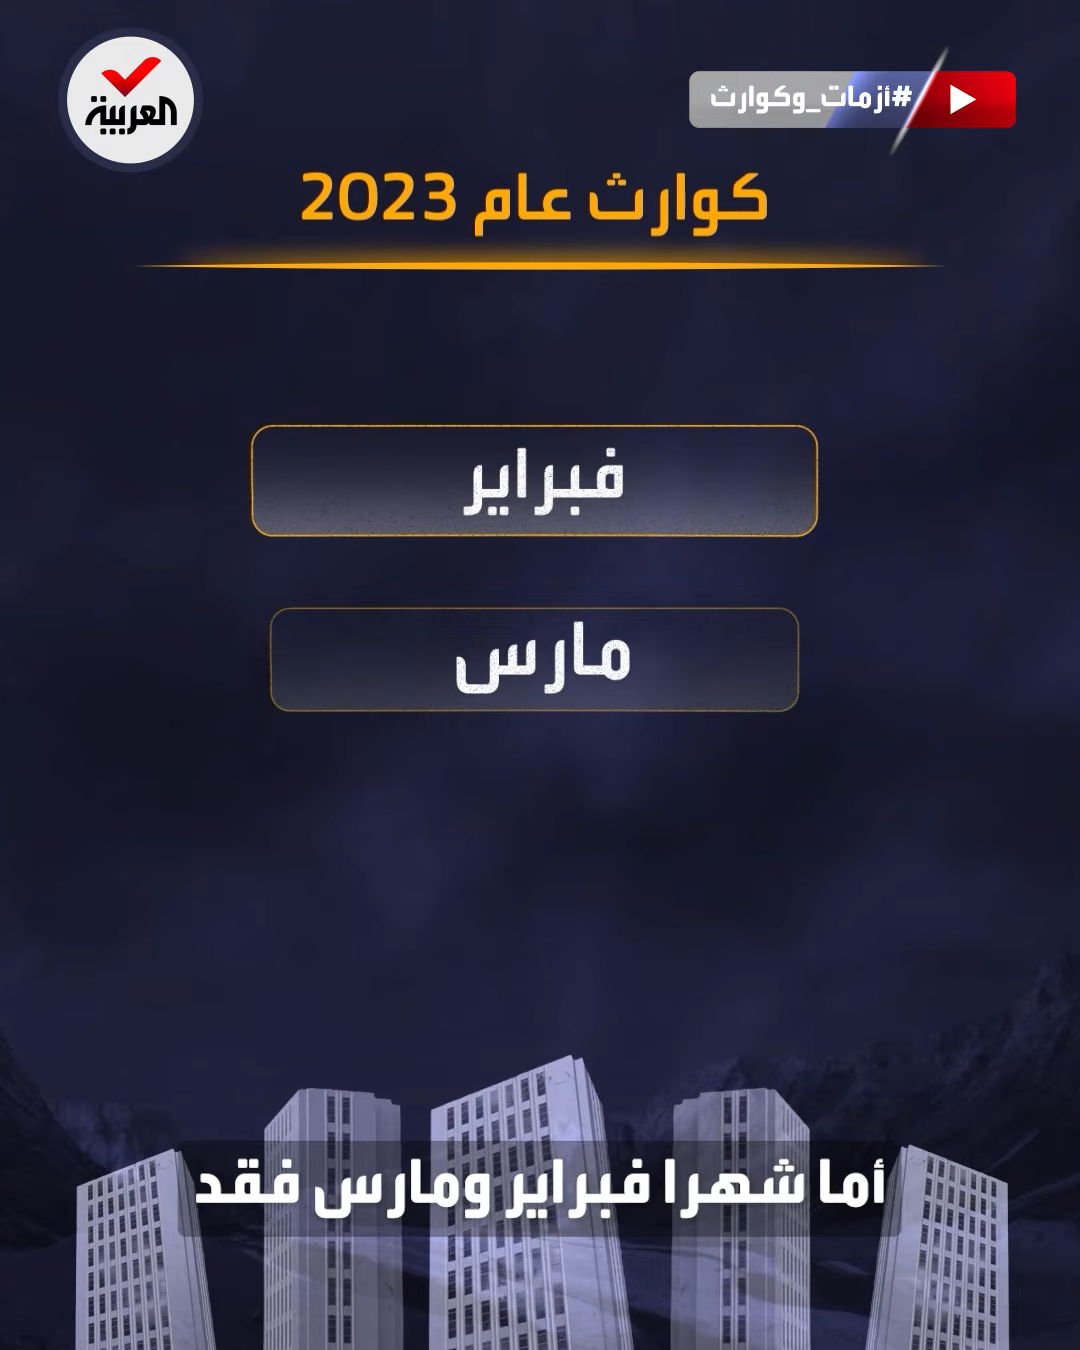 العربية
#أزمات_وكوارث
كوارث عام 2023
فبراير
مارس
أما شهرا فبراير ومارس فقد